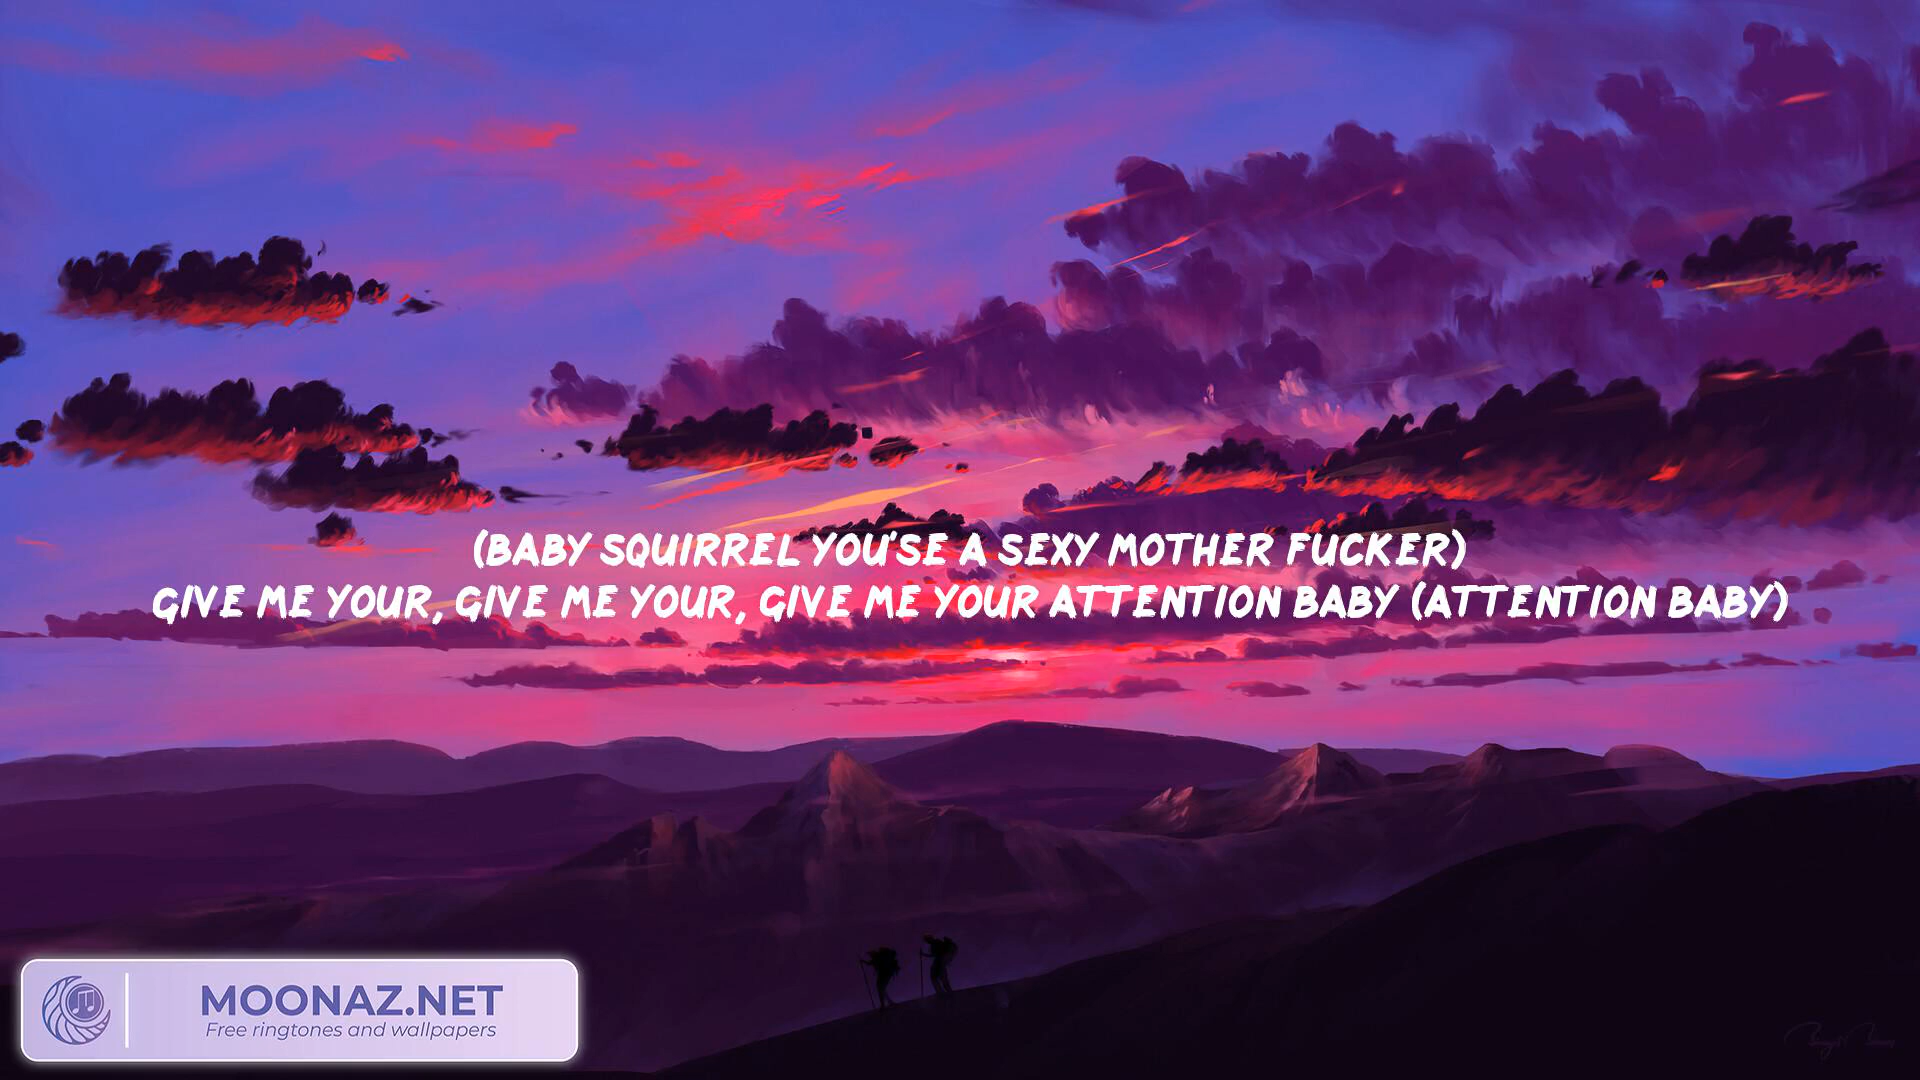 (BABY SQUIRREL YOU'SE A SEXY MOTHER FUCKER)
GIVE ME YOUR, GIVE ME YOUR, GIVE ME YOUR ATTENTION BABY (ATTENTION BABY)
MOONAZ.NET
Free ringtones and wallpapers